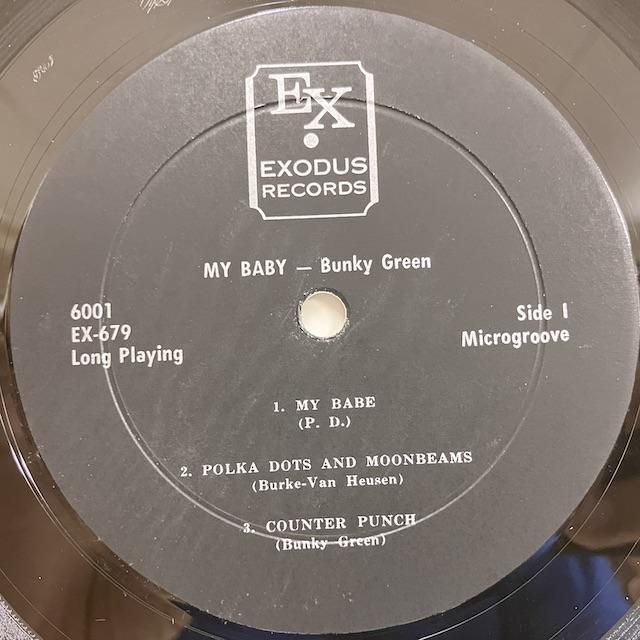 EX
EXODUS
RECORDS
MY BABY — Bunky Green
6001
EX-679
Long Playing
Side I
Microgroove
1. MY BABE
(P. D.)
2. POLKA DOTS AND MOONBEAMS
(Burke-Van Heusen)
3. COUNTER PUNCH
(Bunky Green)